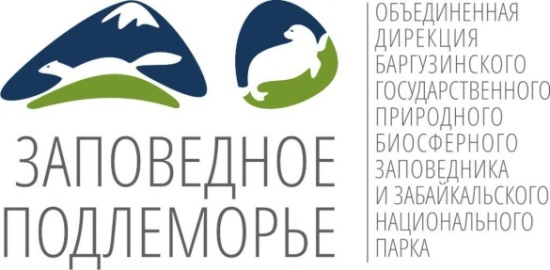 ЗАПОВЕДНОЕ
ПОДЛЕМОРЬЕ
ОБЪЕДИНЕННАЯ
ДИРЕКЦИЯ
БАРГУЗИНСКОГО
ГОСУДАРСТВЕННОГО
ПРИРОДНОГО
БИОСФЕРНОГО
ЗАПОВЕДНИКА
И ЗАБАЙКАЛЬСКОГО
НАЦИОНАЛЬНОГО
ПАРКА